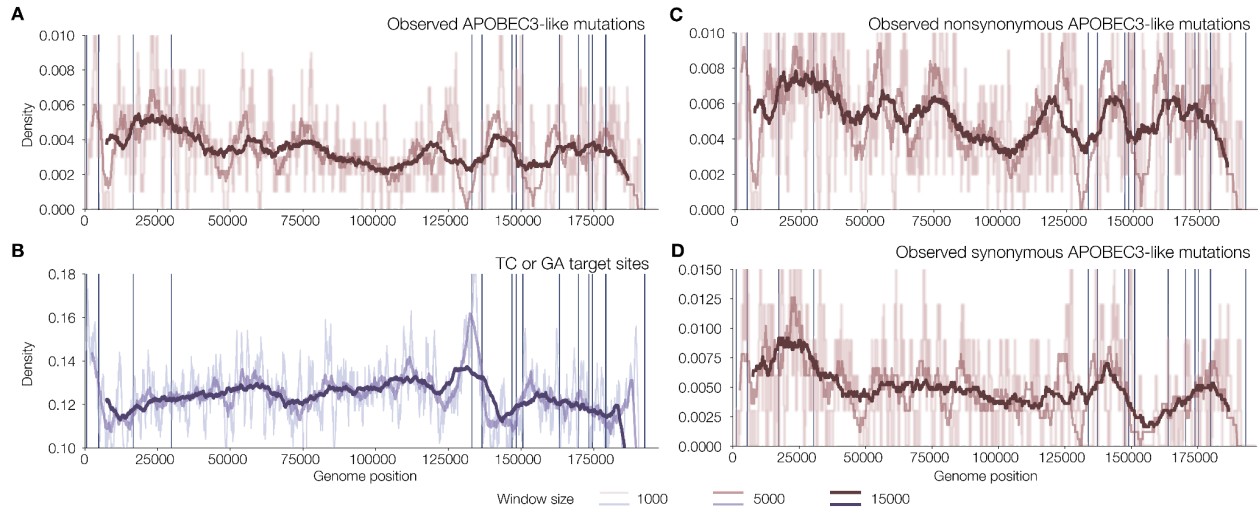 A
Observed APOBEC3-like mutations
0.010
0.008
0.006
0.004
0.002
0.000
Density
0 25000 50000 75000 100000 125000 150000 175000
B
TC or GA target sites
0.18
0.16
0.14
0.12
0.10
Density
0 25000 50000 75000 100000 125000 150000 175000
Genome position
C
Observed nonsynonymous APOBEC3-like mutations
0.010
0.008
0.006
0.004
0.002
0.000
0 25000 50000 75000 100000 125000 150000 175000
D
Observed synonymous APOBEC3-like mutations
0.0150
0.0125
0.0100
0.0075
0.0050
0.0025
0.0000
0 25000 50000 75000 100000 125000 150000 175000
Genome position
Window size 1000 5000 15000